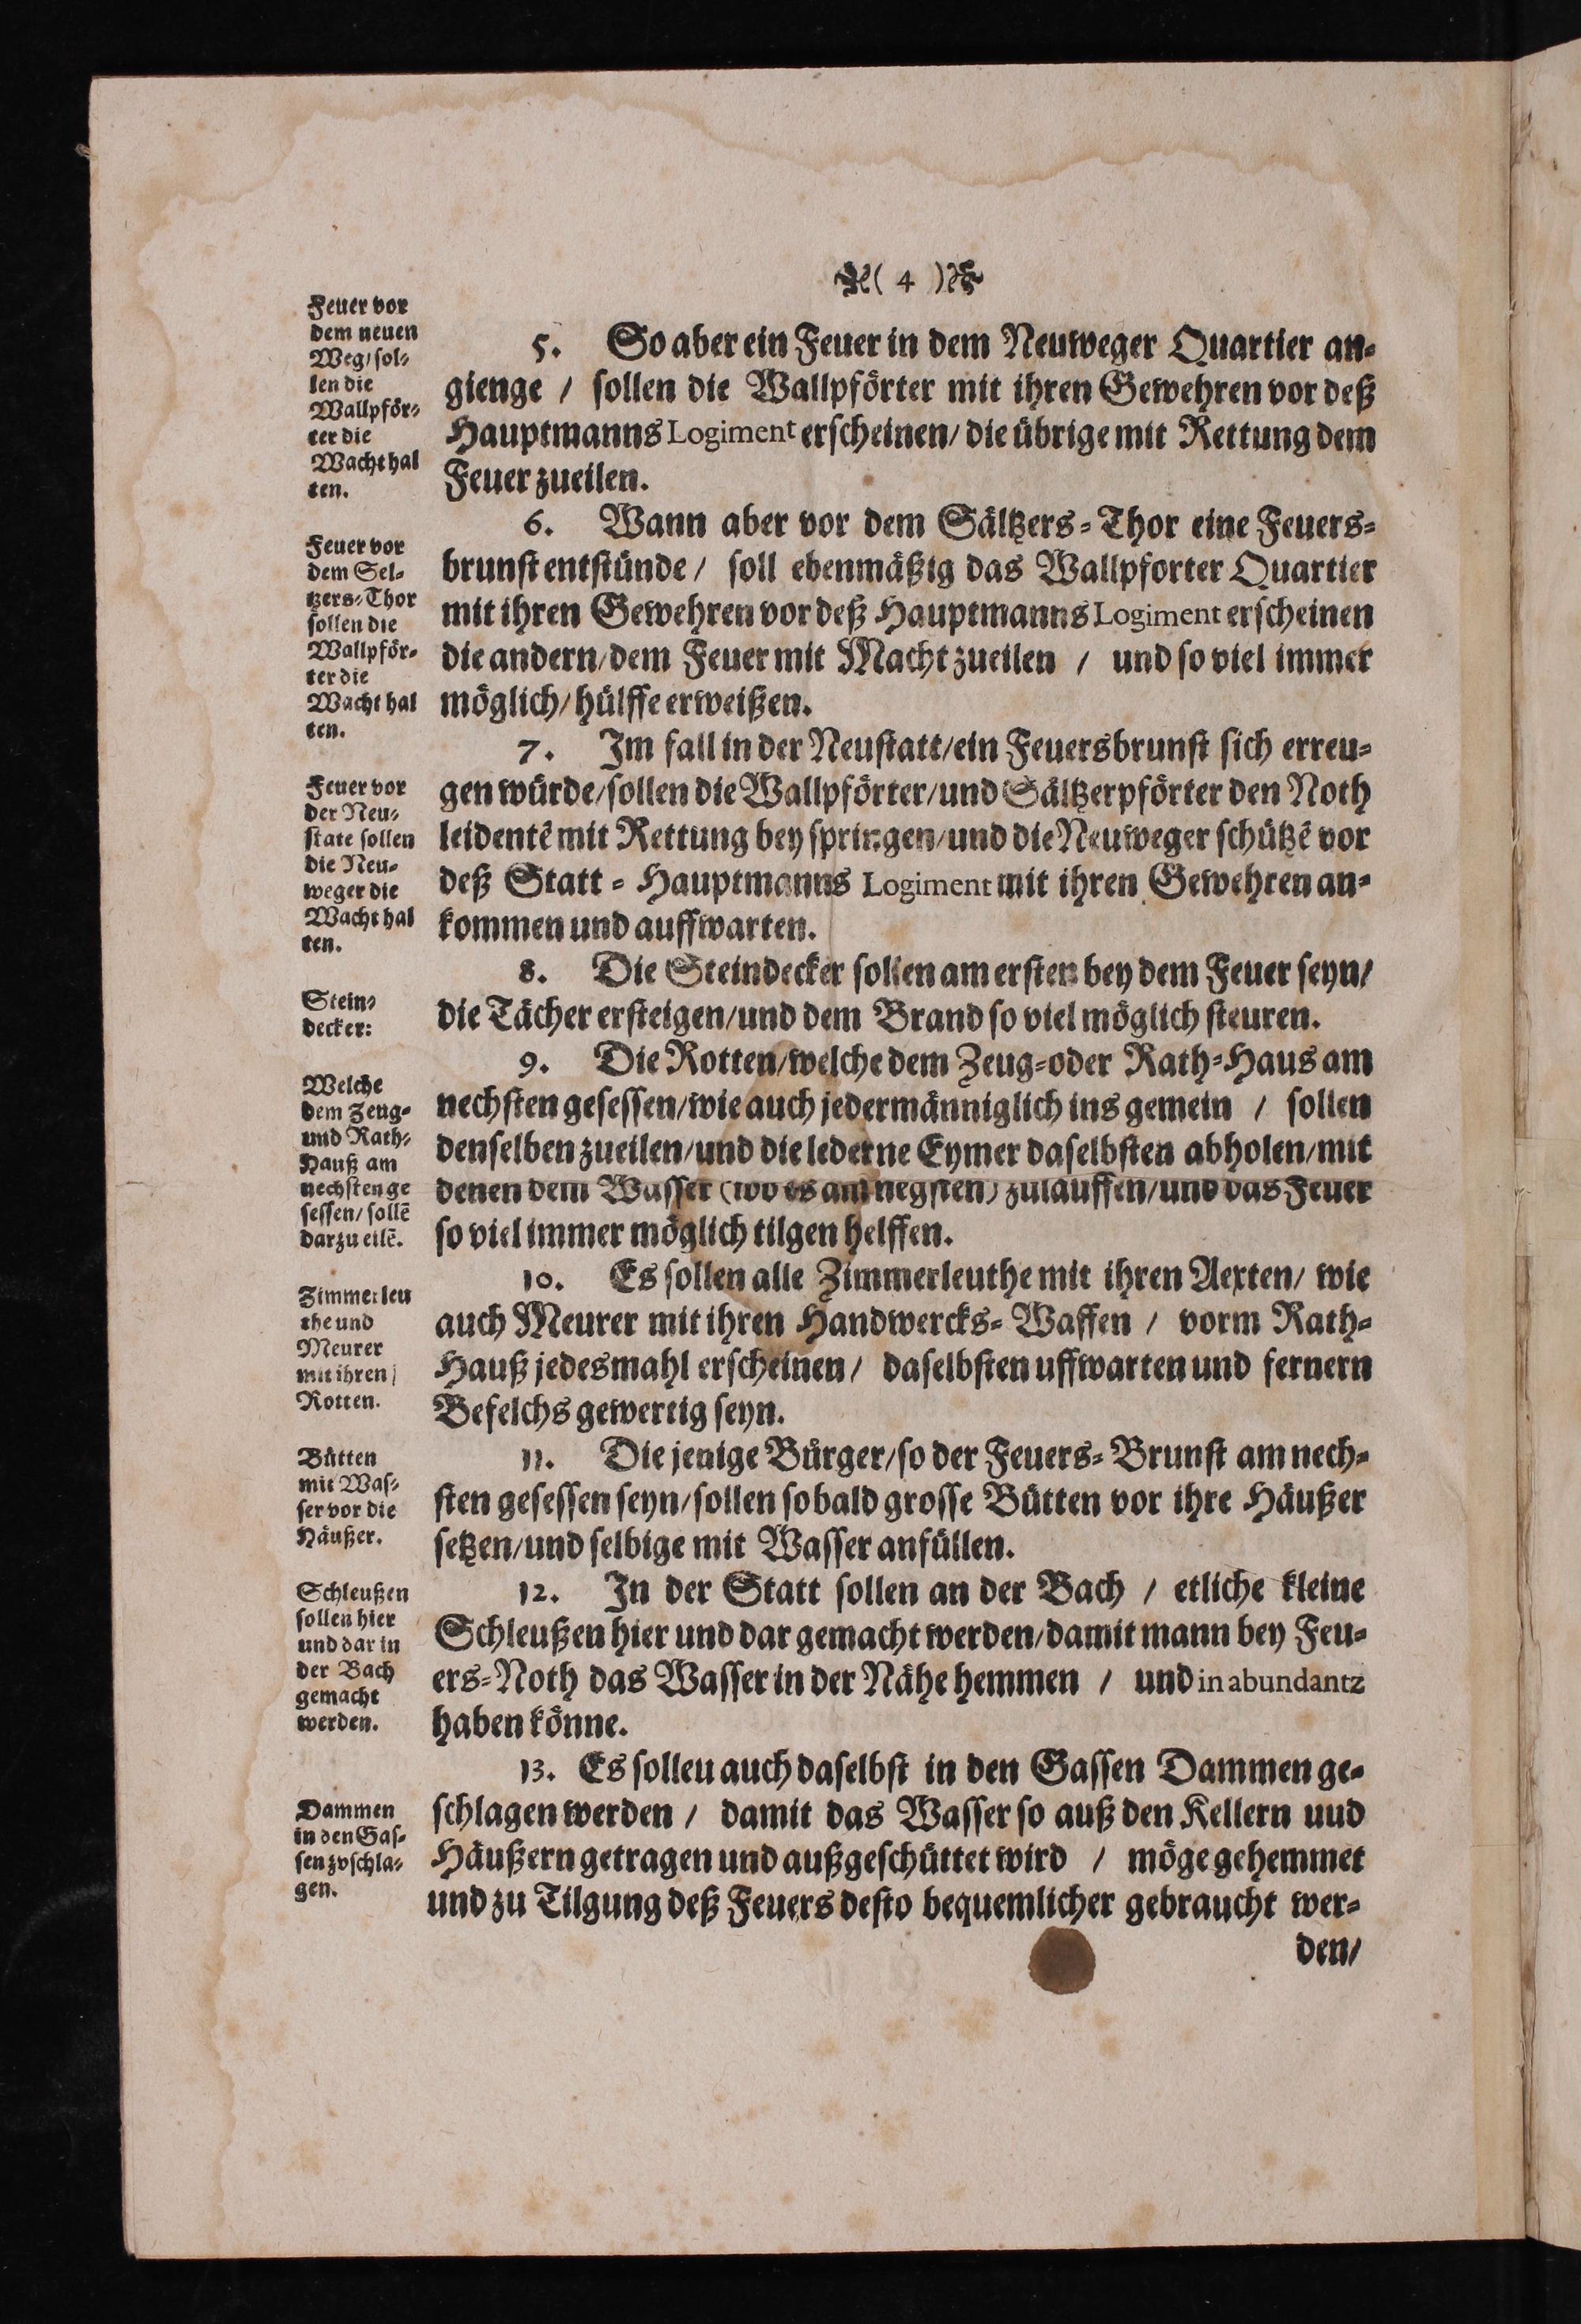 ( 4 )
Feuer vor
dem neuen
Weg/ sol-
len die
Wallpför-
ter die
Wacht hal
ten.
5. So aber ein Feuer in dem Neuweger Quartier an-
gienge / sollen die Wallpförter mit ihren Gewehren vor deß
Hauptmanns Logiment erscheinen/ die übrige mit Rettung dem
Feuer zueilen.
Feuer vor
dem Sel-
tzers-Thor
sollen die
Wallpför-
ter die
Wacht hal
ten.
6. Wann aber vor dem Sältzers-Thor eine Feuers-
brunst entstünde/ soll ebenmäßig das Wallpforter Quartier
mit ihren Gewehren vor deß Hauptmanns Logiment erscheinen
die andern/dem Feuer mit Macht zueilen / und so viel immer
möglich/ hülffe erweißen.
Feuer vor
der Neu-
statt sollen
die Neu-
weger die
Wacht hal
ten.
7. Im fall in der Neustatt/ein Feuersbrunst sich erreu-
gen würde/sollen die Wallpförter/und Sältzerpförter den Noth
leidentē mit Rettung bey springen/und die Neuweger schützē vor
deß Statt-Hauptmanns Logiment mit ihren Gewehren an-
kommen und auffwarten.
Stein-
decker:
8. Die Steindecker sollen am ersten bey dem Feuer seyn/
die Tächer ersteigen/und dem Brand so viel möglich steuren.
Welche
dem Zeug-
und Rath-
Hauß am
nechsten ge
sessen/ sollē
darzu eilē.
9. Die Rotten/welche dem Zeug-oder Rath-Haus am
nechsten gesessen/wie auch jedermänniglich ins gemein / sollen
denselben zueilen/und die lederne Eymer daselbsten abholen/mit
denen dem Wasser (wo es am negsten) zulauffen/und das Feuer
so viel immer möglich tilgen helffen.
Zimmerleu
the und
Meurer
mit ihren
Rotten.
10. Es sollen alle Zimmerleuthe mit ihren Aexten/ wie
auch Meurer mit ihren Handwercks-Waffen / vorm Rath-
Hauß jedesmahl erscheinen/ daselbsten uffwarten und fernern
Befelchs gewertig seyn.
Bütten
mit Was-
ser vor die
Häußer.
11. Die jenige Bürger/so der Feuers-Brunst am nech-
sten gesessen seyn/sollen sobald grosse Bütten vor ihre Häußer
setzen/und selbige mit Wasser anfüllen.
Schleußen
sollen hier
und dar in
der Bach
gemacht
werden.
12. In der Statt sollen an der Bach / etliche kleine
Schleußen hier und dar gemacht werden/damit mann bey Feu-
ers-Noth das Wasser in der Nähe hemmen / und in abundantz
haben könne.
Dammen
in den Gas-
sen zvschla-
gen.
13. Es solleu auch daselbst in den Gassen Dammen ge-
schlagen werden / damit das Wasser so auß den Kellern uud
Häußern getragen und außgeschüttet wird / möge gehemmet
und zu Tilgung deß Feuers desto bequemlicher gebraucht wer-
den/